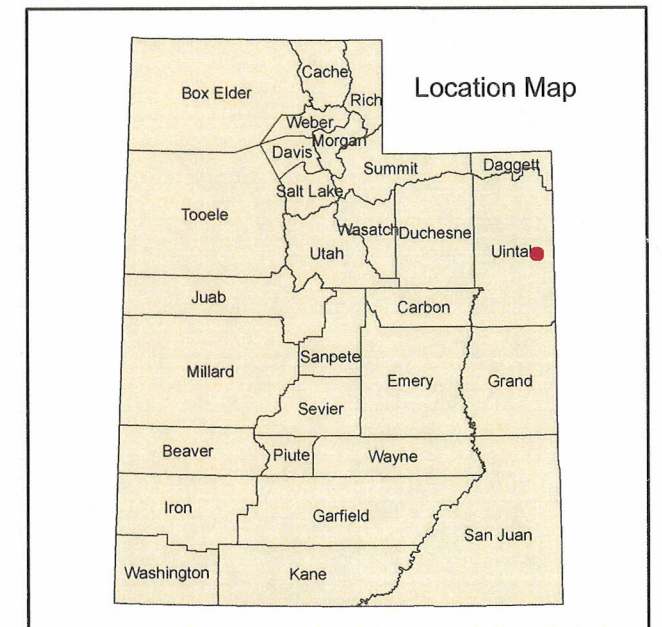 Location Map
Cache
Box Elder
Rich
Weber
Morgan
Davis
Summit
Daggett
Salt Lake
Tooele
Wasatch
Duchesne
Utah
Uintah
Juab
Carbon
Sanpete
Millard
Emery
Grand
Sevier
Beaver
Piute
Wayne
Iron
Garfield
San Juan
Washington
Kane